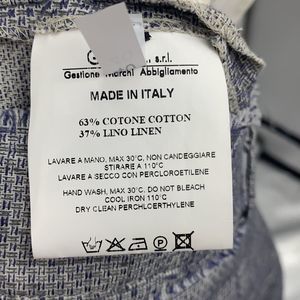 s.r.l.
Gestione Marchi Abbigliamento
MADE IN ITALY
63% COTONE COTTON
37% LINO LINEN
LAVARE A MANO, MAX 30°C, NON CANDEGGIARE
STIRARE A 110°C
LAVARE A SECCO CON PERCLOROETILENE
HAND WASH, MAX 30°C. DO NOT BLEACH
COOL IRON 110°C
DRY CLEAN PERCHLOERTHYLENE
P